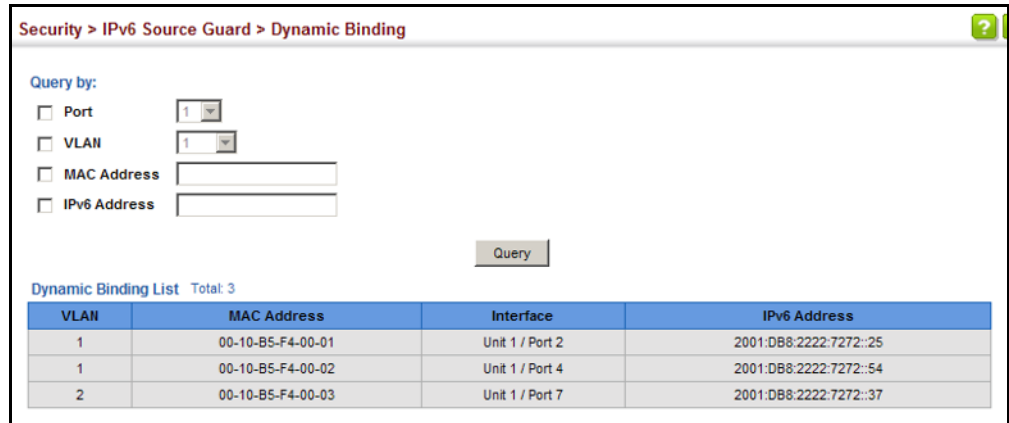 Security > IPv6 Source Guard > Dynamic Binding
?
Query by:
Port 1
VLAN 1
MAC Address
IPv6 Address
Query
Dynamic Binding List Total: 3
VLAN MAC Address Interface IPv6 Address
1 00-10-B5-F4-00-01 Unit 1 / Port 2 2001:DB8:2222:7272::25
1 00-10-B5-F4-00-02 Unit 1 / Port 4 2001:DB8:2222:7272::54
2 00-10-B5-F4-00-03 Unit 1 / Port 7 2001:DB8:2222:7272::37